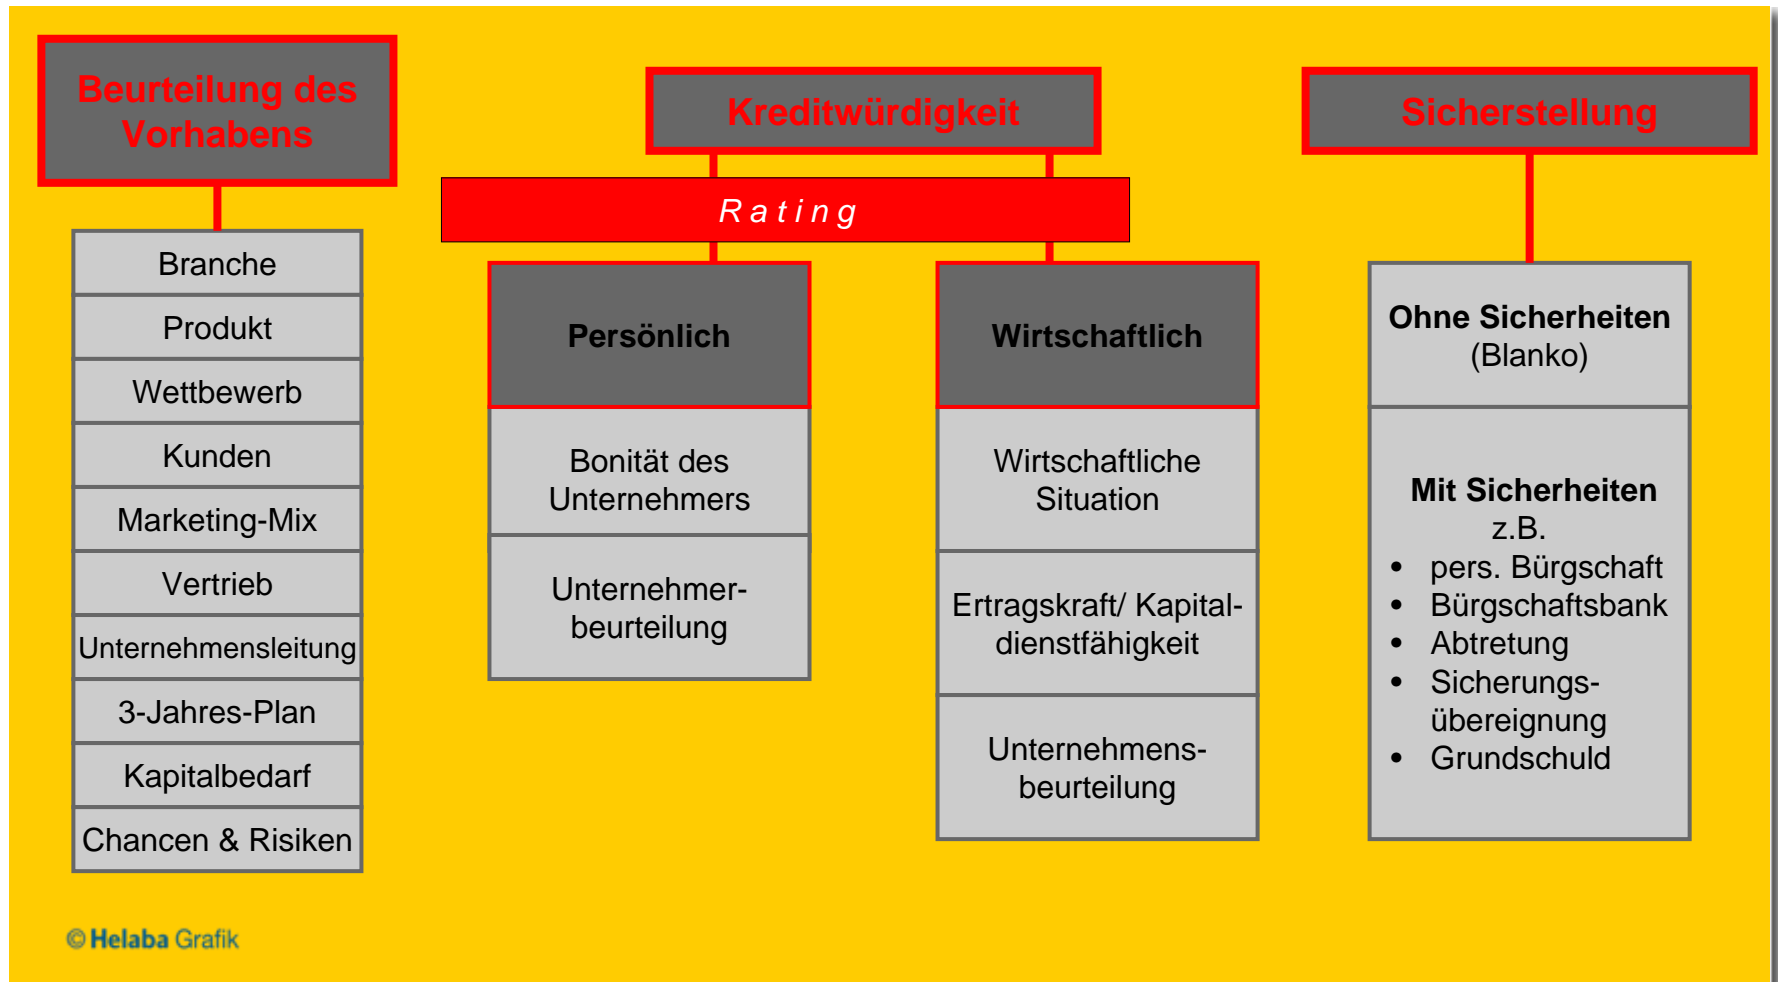 Beurteilung des
Vorhabens
Branche
Produkt
Wettbewerb
Kunden
Marketing-Mix
Vertrieb
Unternehmensleitung
3-Jahres-Plan
Kapitalbedarf
Chancen & Risiken
Kreditwürdigkeit
Rating
Persönlich
Bonität des
Unternehmers
Unternehmer-
beurteilung
Wirtschaftlich
Wirtschaftliche
Situation
Ertragskraft/ Kapital-
dienstfähigkeit
Unternehmens-
beurteilung
Sicherstellung
Ohne Sicherheiten
(Blanko)
Mit Sicherheiten
z.B.
• pers. Bürgschaft
• Bürgschaftsbank
• Abtretung
• Sicherungs-
übereignung
• Grundschuld
© Helaba Grafik